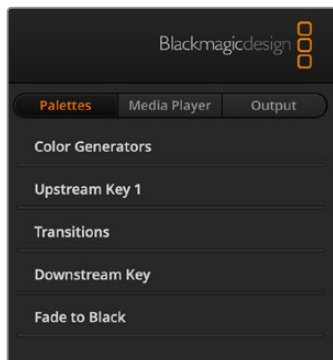 Blackmagicdesign
Palettes Media Player Output
Color Generators
Upstream Key 1
Transitions
Downstream Key
Fade to Black